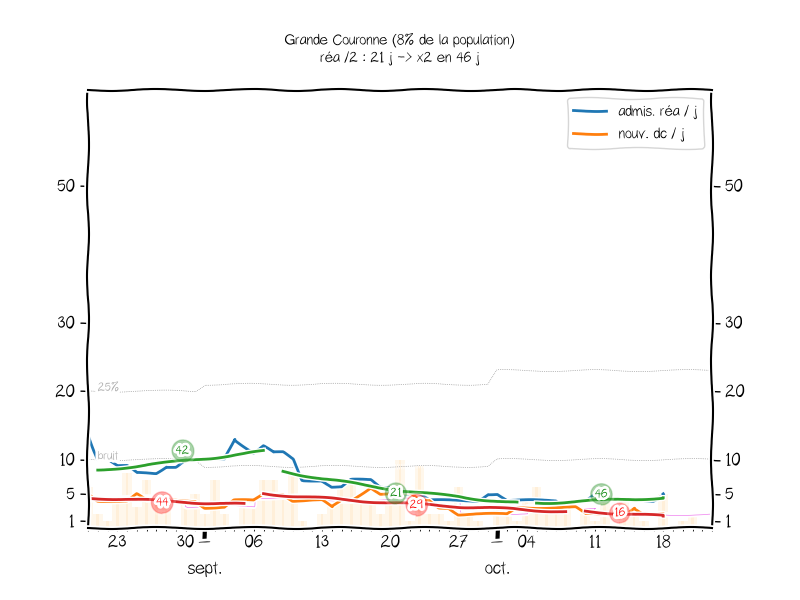 Grande Couronne (8% de la population)
réa /2 : 21 j -> x2 en 46 j
admis. réa / j
nouv. dc / j
50 50
30 30
25%
20 20
42
bruit
10 10
5 21 46 5
44 29 16
1 1
23 30 06 13 20 27 04 11 18
sept. oct.